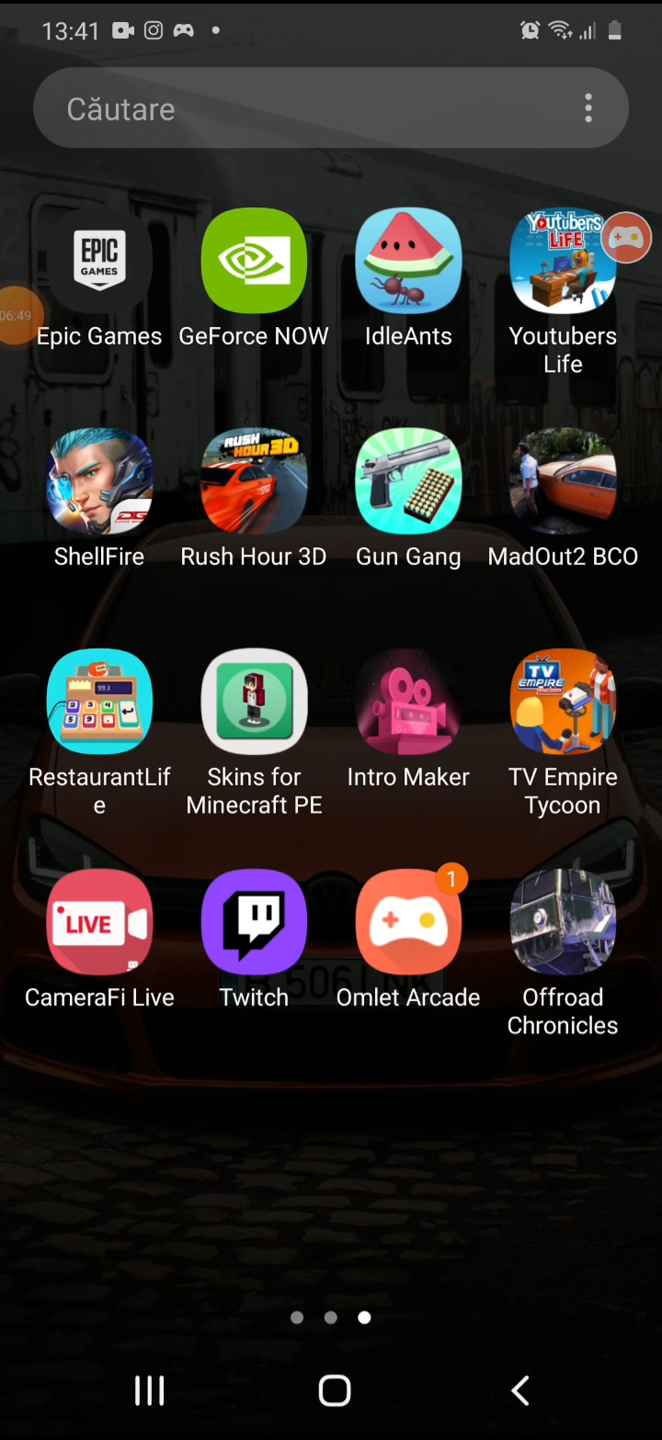 13:41
Căutare
EPIC
GAMES
Youtubers
LiFE
06:49
Epic Games
GeForce NOW
IdleAnts
Youtubers
Life
RUSH
HOUR 3D
ShellFire
Rush Hour 3D
Gun Gang
MadOut2 BCO
TV
EMPIRE
RestaurantLif
e
Skins for
Minecraft PE
Intro Maker
TV Empire
Tycoon
LIVE
1
CameraFi Live
Twitch
Omlet Arcade
Offroad
Chronicles